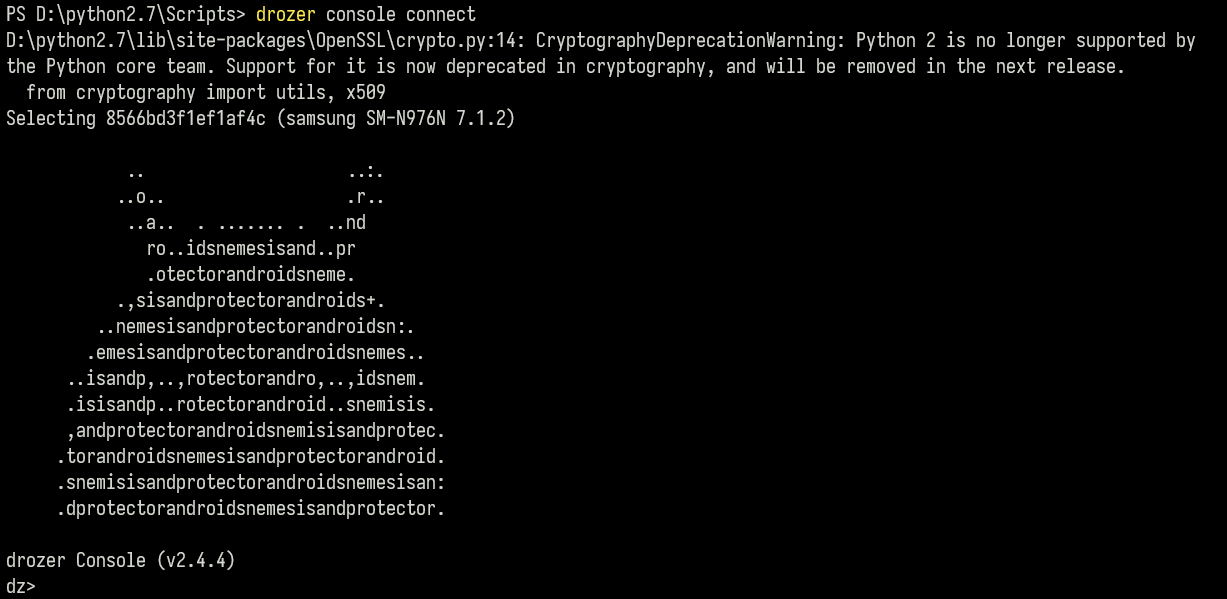 PS D:\python2.7\Scripts> drozer console connect
D:\python2.7\lib\site-packages\OpenSSL\crypto.py:14: CryptographyDeprecationWarning: Python 2 is no longer supported by
the Python core team. Support for it is now deprecated in cryptography, and will be removed in the next release.
  from cryptography import utils, x509
Selecting 8566bd3f1ef1af4c (samsung SM-N976N 7.1.2)

            ..                    ..:.
           ..o..                  .r..
            ..a..  . ....... .  ..nd
              ro..idsnemesisand..pr
              .otectorandroidsneme.
           .,sisandprotectorandroids+.
         ..nemesisandprotectorandroidsn:.
        .emesisandprotectorandroidsnemes..
      ..isandp,..,rotectorandro,..,idsnem.
      .isisandp..rotectorandroid..snemisis.
      ,andprotectorandroidsnemisisandprotec.
     .torandroidsnemesisandprotectorandroid.
     .snemisisandprotectorandroidsnemesisan:
     .dprotectorandroidsnemesisandprotector.

drozer Console (v2.4.4)
dz>